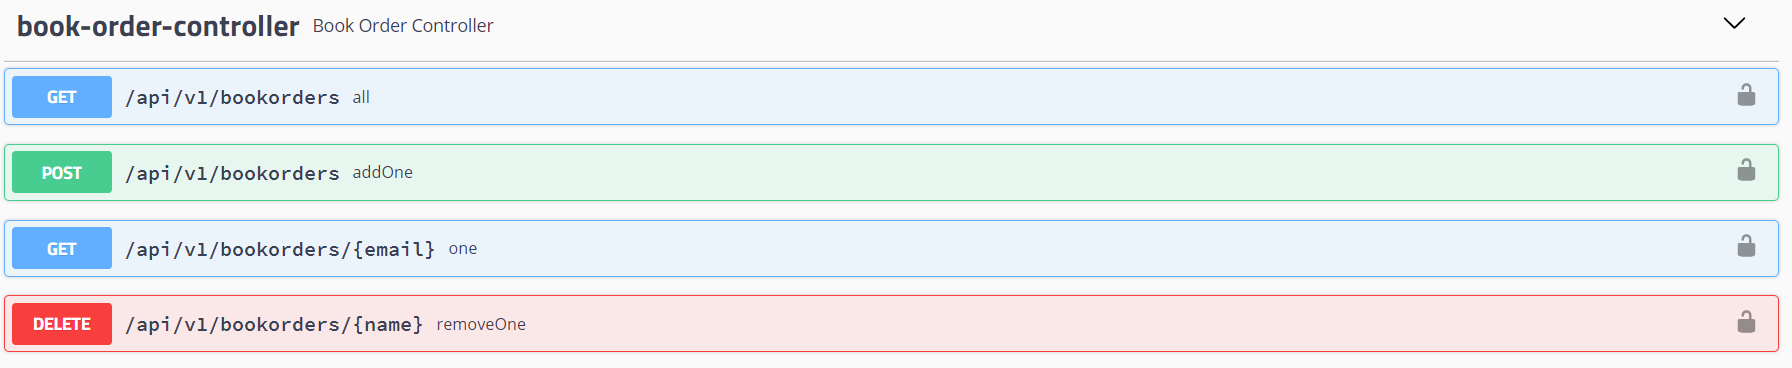 book-order-controller Book Order Controller
GET /api/v1/bookorders all
POST /api/v1/bookorders addOne
GET /api/v1/bookorders/{email} one
DELETE /api/v1/bookorders/{name} removeOne